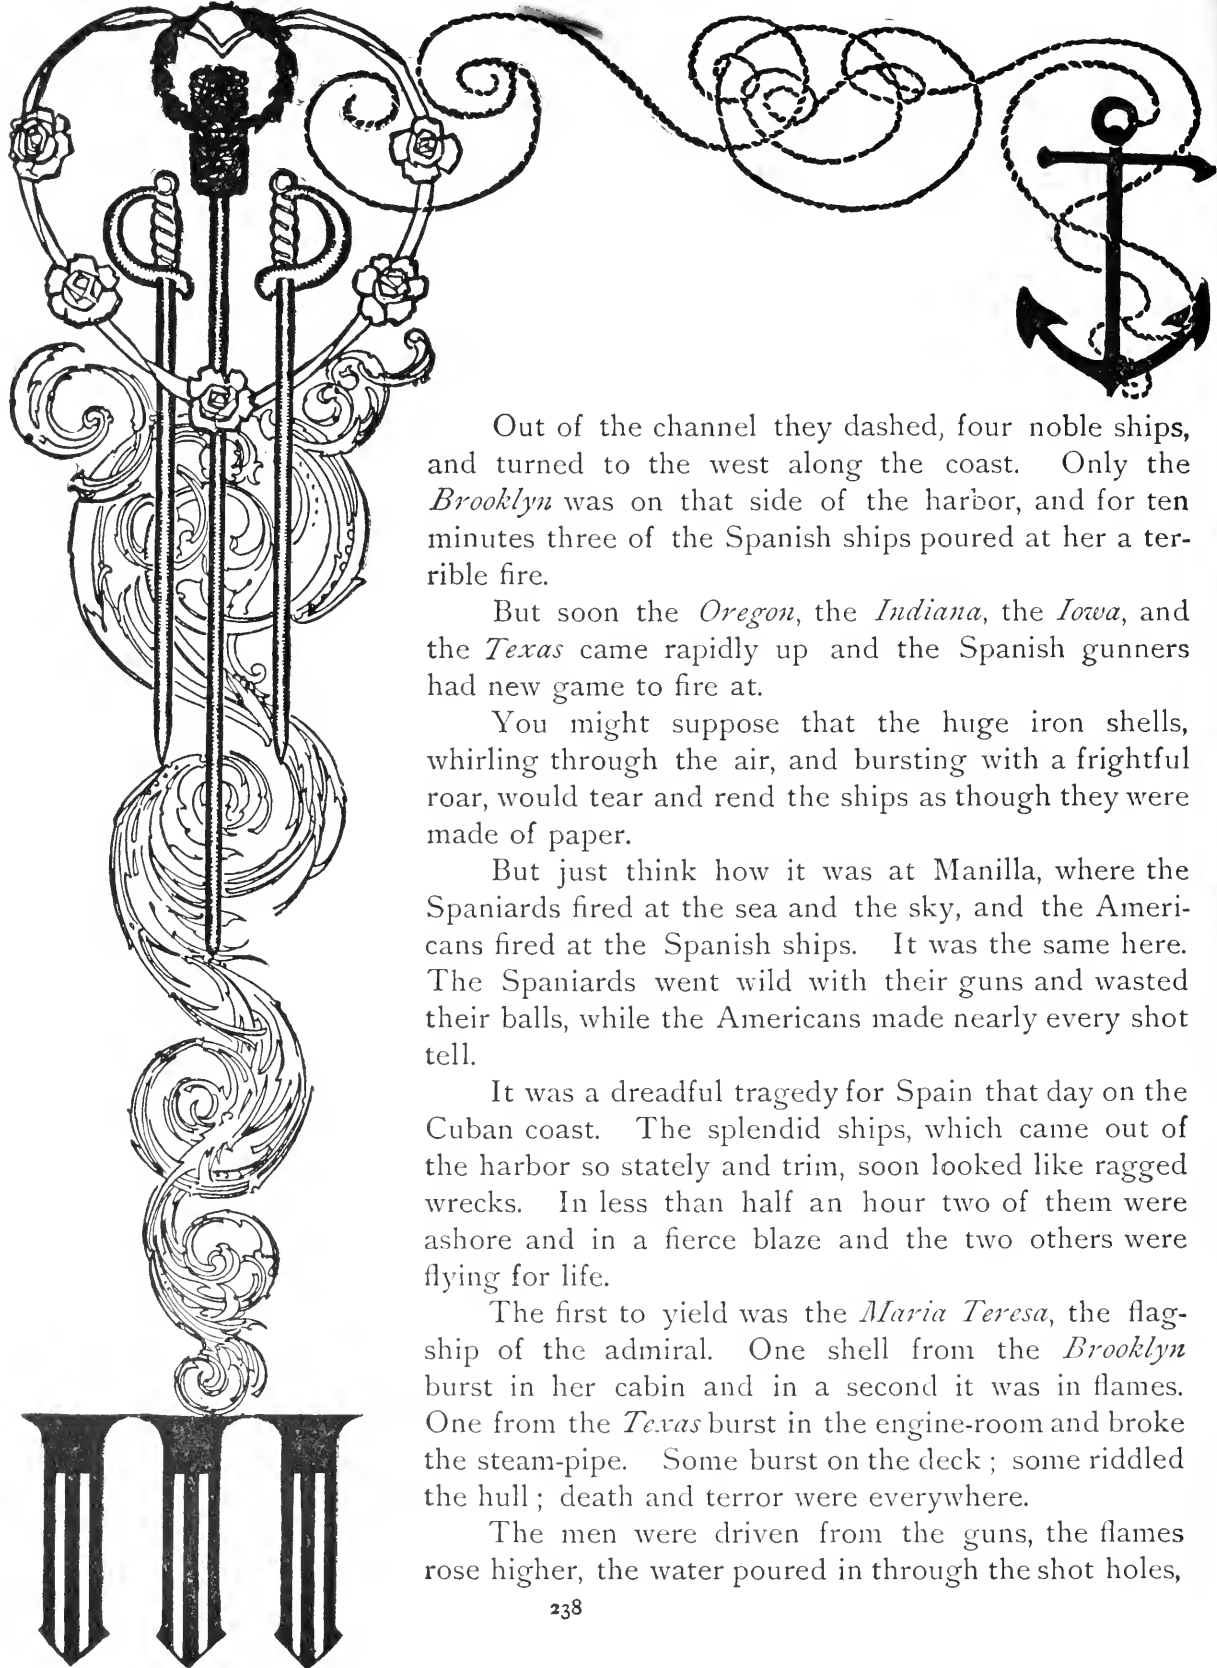 Out of the channel they dashed, four noble ships,
and turned to the west along the coast. Only the
Brooklyn was on that side of the harbor, and for ten
minutes three of the Spanish ships poured at her a ter-
rible fire.
But soon the Oregon, the Indiana, the Iowa, and
the Texas came rapidly up and the Spanish gunners
had new game to fire at.
You might suppose that the huge iron shells,
whirling through the air, and bursting with a frightful
roar, would tear and rend the ships as though they were
made of paper.
But just think how it was at Manilla, where the
Spaniards fired at the sea and the sky, and the Ameri-
cans fired at the Spanish ships. It was the same here.
The Spaniards went wild with their guns and wasted
their balls, while the Americans made nearly every shot
tell.
It was a dreadful tragedy for Spain that day on the
Cuban coast. The splendid ships, which came out of
the harbor so stately and trim, soon looked like ragged
wrecks. In less than half an hour two of them were
ashore and in a fierce blaze and the two others were
flying for life.
The first to yield was the Maria Teresa, the flag-
ship of the admiral. One shell from the Brooklyn
burst in her cabin and in a second it was in flames.
One from the Texas burst in the engine-room and broke
the steam-pipe. Some burst on the deck ; some riddled
the hull ; death and terror were everywhere.
The men were driven from the guns, the flames
rose higher, the water poured in through the shot holes,
238